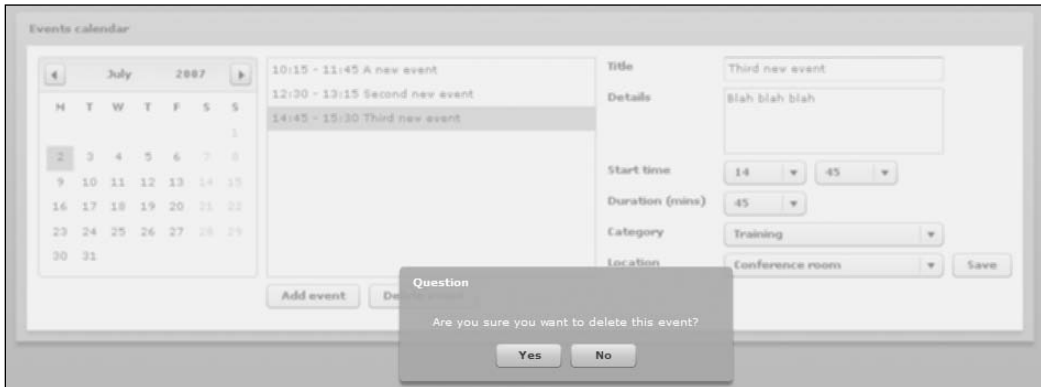 Events calendar
July 2007
M T W T F S S
1
2 3 4 5 6 7 8
9 10 11 12 13 14 15
16 17 18 19 20 21 22
23 24 25 26 27 28 29
30 31
10:15 - 11:45 A new event
12:30 - 13:15 Second new event
14:45 - 15:30 Third new event
Add event
Title
Third new event
Details
Blah blah blah
Start time
14
45
Duration (mins)
45
Category
Training
Location
Conference room
Save
Question
Are you sure you want to delete this event?
Yes
No